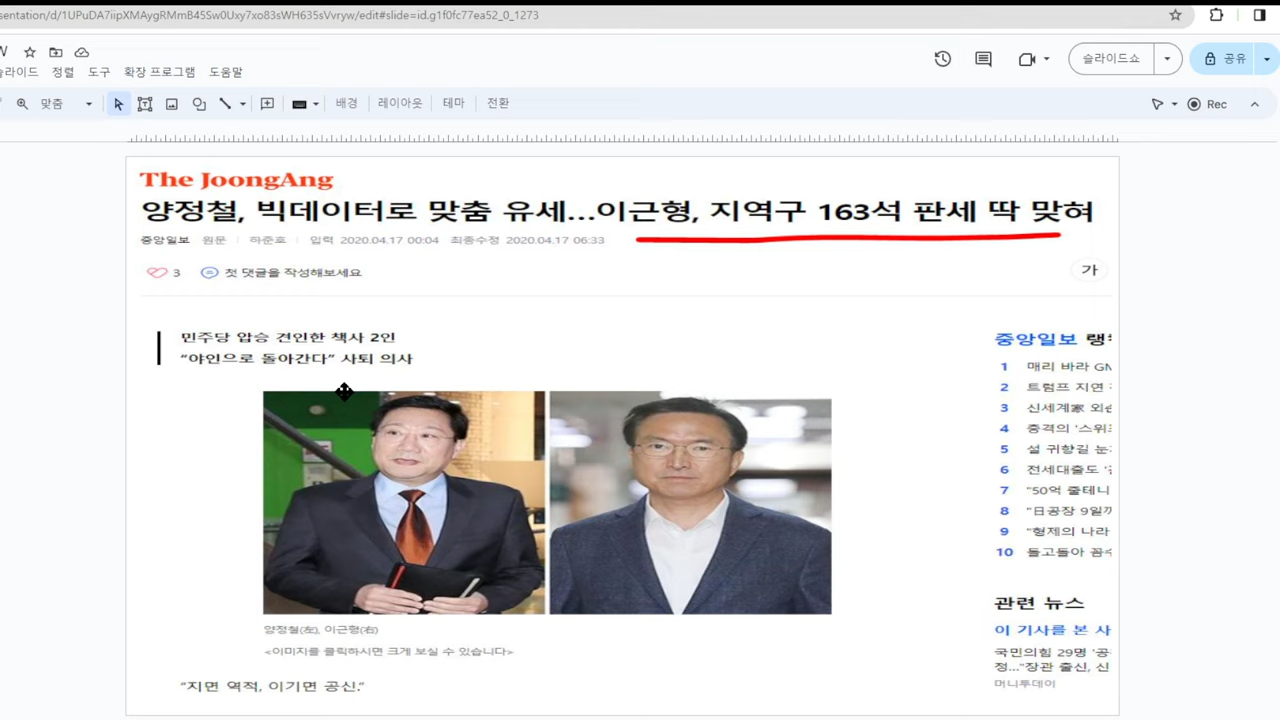 sentation/d/1UPuDA7iipXMAygRMmB45Sw0Uxy7xo83sWH635sVvryw/edit#slide=id.g1f0fc77ea52_0_1273
슬라이드 정렬 도구 확장 프로그램 도움말
슬라이드쇼
공유
맞춤
배경 레이아웃 테마 전환
Rec
The JoongAng
양정철, 빅데이터로 맞춤 유세...이근형, 지역구 163석 판세 딱 맞혀
중앙일보 원문 하준호 입력 2020.04.17 00:04 최종수정 2020.04.17 06:33
3 첫 댓글을 작성해보세요
가
민주당 압승 견인한 책사 2인
“야인으로 돌아간다” 사퇴 의사
중앙일보
1 매리 바라 GM
2 트럼프 지연
3 신세계家 외
4 충격의 '스위
5 설 귀향길
6 전세대출도
7 "50억 줄테니
8 "日공장 9일
9 "형제의 나라
10 돌고돌아
관련 뉴스
이 기사를 본 사
국민의힘 29명 '공
정..."장관 출신, 신
머니투데이
양정철(左), 이근형(右)
<이미지를 클릭하시면 크게 보실 수 있습니다>
“지면 역적, 이기면 공신.”